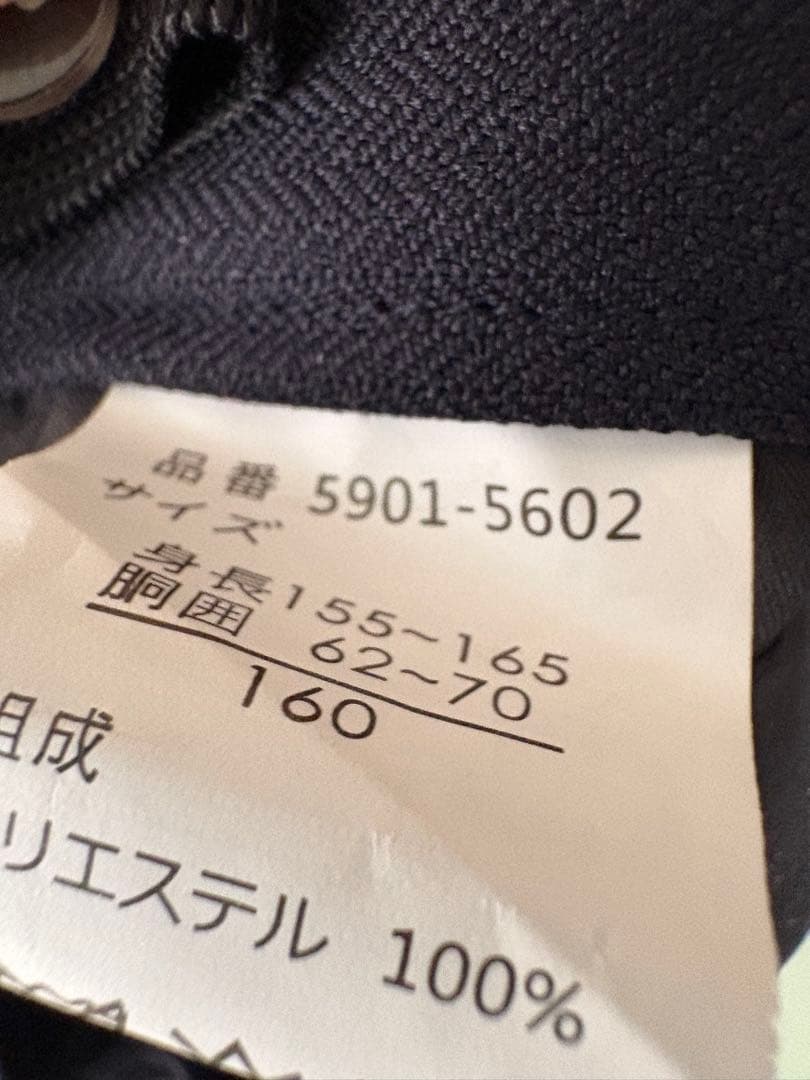 品番 5901-5602
サイズ
身長155~165
胴囲 62~70
160
組成
リエステル 100%